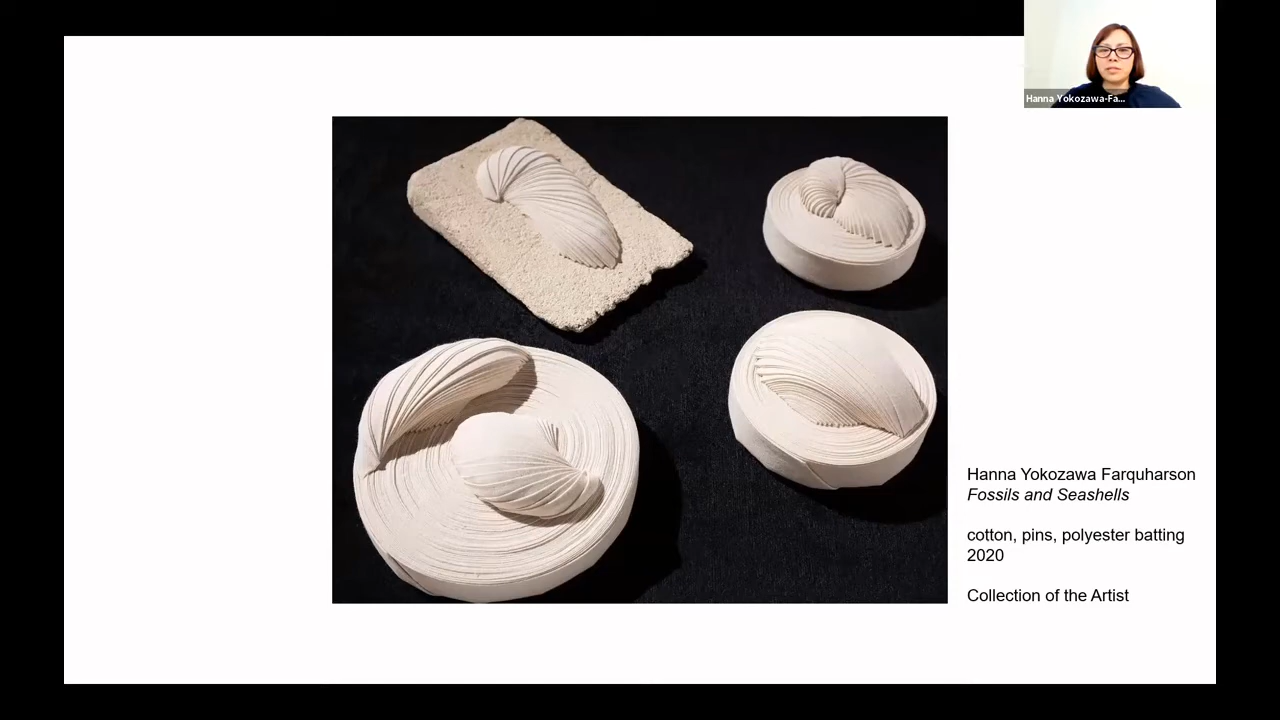 Hanna Yokozawa-Fa...
Hanna Yokozawa Farquharson
Fossils and Seashells
cotton, pins, polyester batting
2020
Collection of the Artist